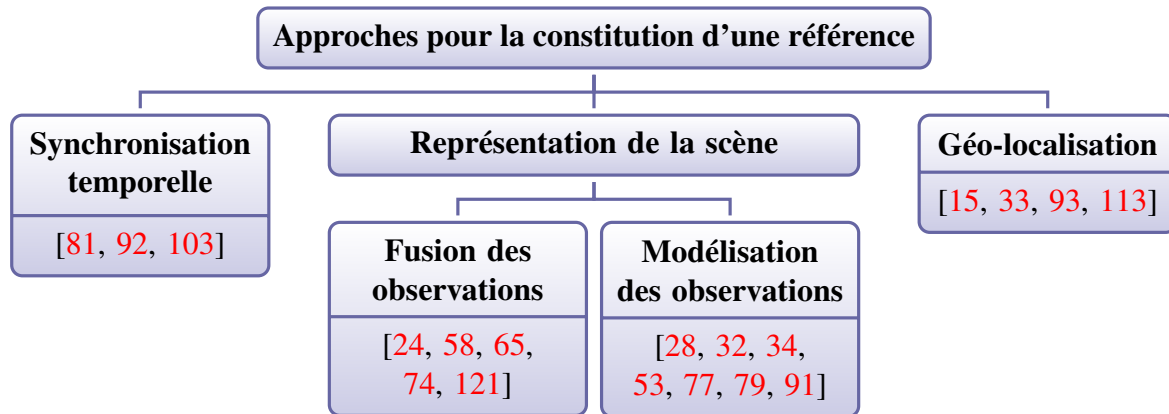 Approches pour la constitution d'une référence
Synchronisation
temporelle
[81, 92, 103]
Représentation de la scène
Fusion des
observations
[24, 58, 65,
74, 121]
Modélisation
des observations
[28, 32, 34,
53, 77, 79, 91]
Géo-localisation
[15, 33, 93, 113]